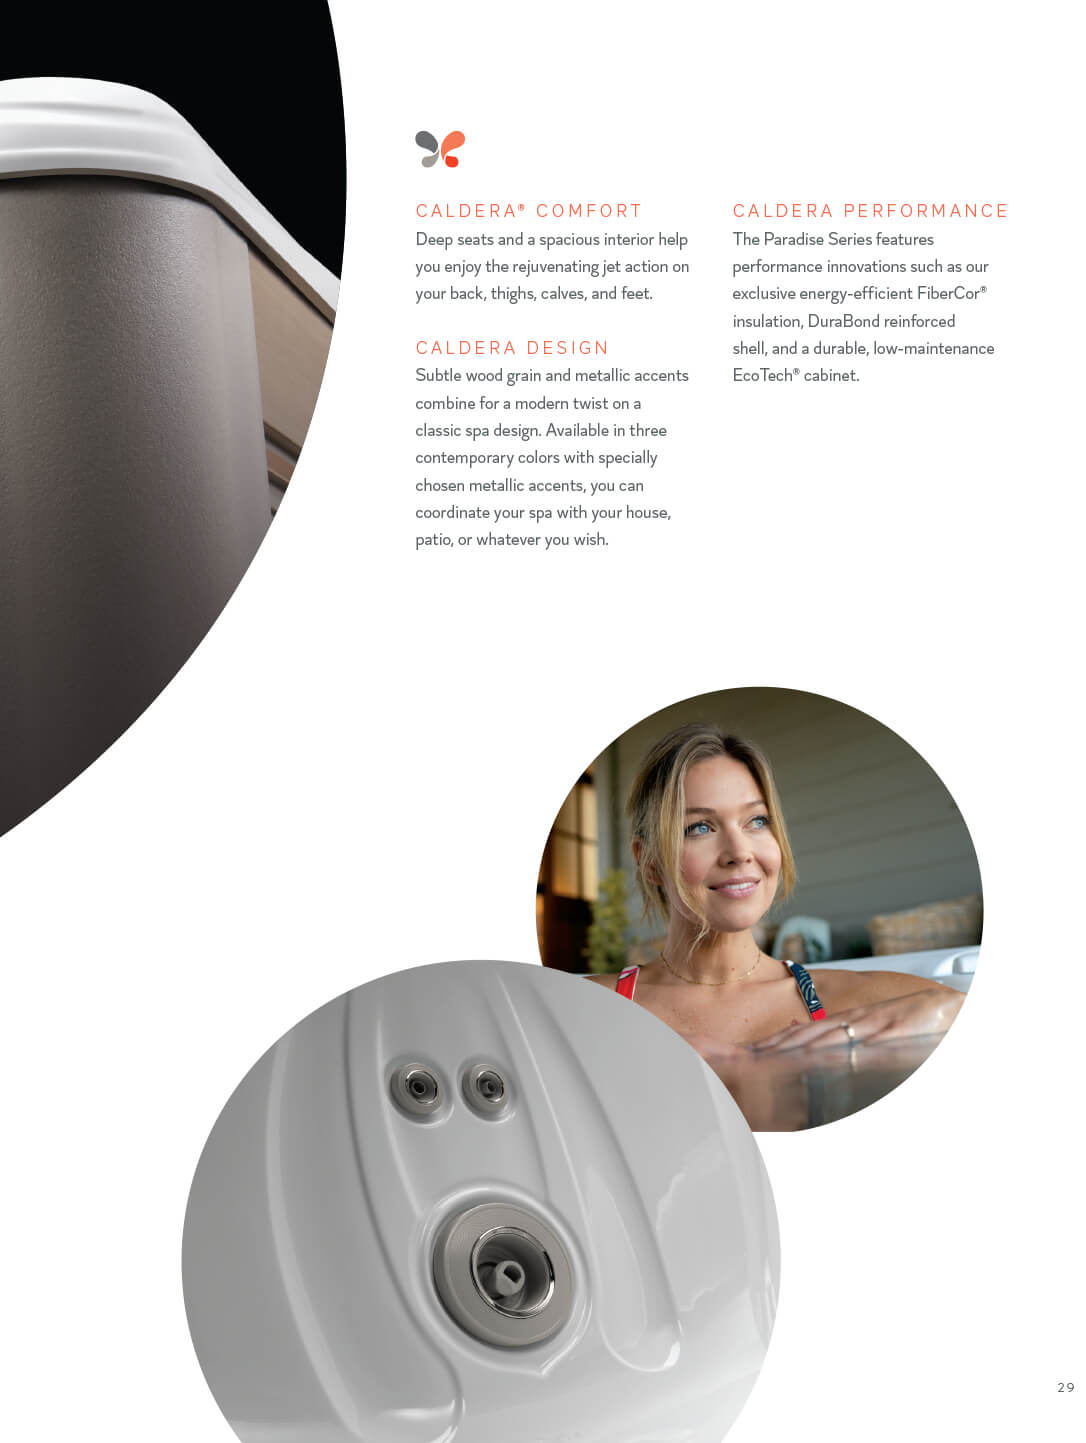 CALDERA® COMFORT
Deep seats and a spacious interior help
you enjoy the rejuvenating jet action on
your back, thighs, calves, and feet.
CALDERA DESIGN
Subtle wood grain and metallic accents
combine for a modern twist on a
classic spa design. Available in three
contemporary colors with specially
chosen metallic accents, you can
coordinate your spa with your house,
patio, or whatever you wish.
CALDERA PERFORMANCE
The Paradise Series features
performance innovations such as our
exclusive energy-efficient FiberCor®
insulation, DuraBond reinforced
shell, and a durable, low-maintenance
EcoTech® cabinet.
29